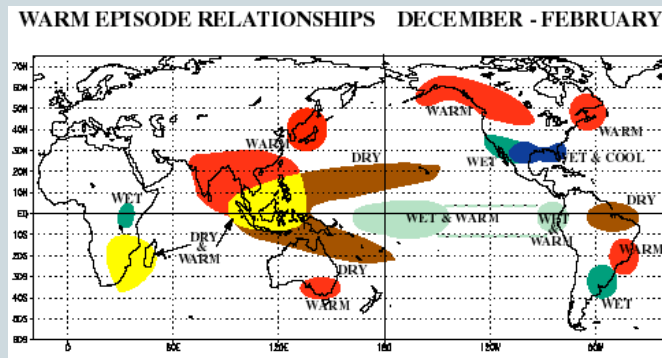 WARM EPISODE RELATIONSHIPS DECEMBER - FEBRUARY
70N
60N
50N
40N
30N
20N
10N
EQ
10S
20S
30S
40S
50S
60S
0
60E
120E
180
120W
60W
WARM
DRY
WARM
WARM
WET
WET & COOL
WET
DRY
&
WARM
WET & WARM
WET
&
WARM
DRY
DRY
WARM
WARM
WET